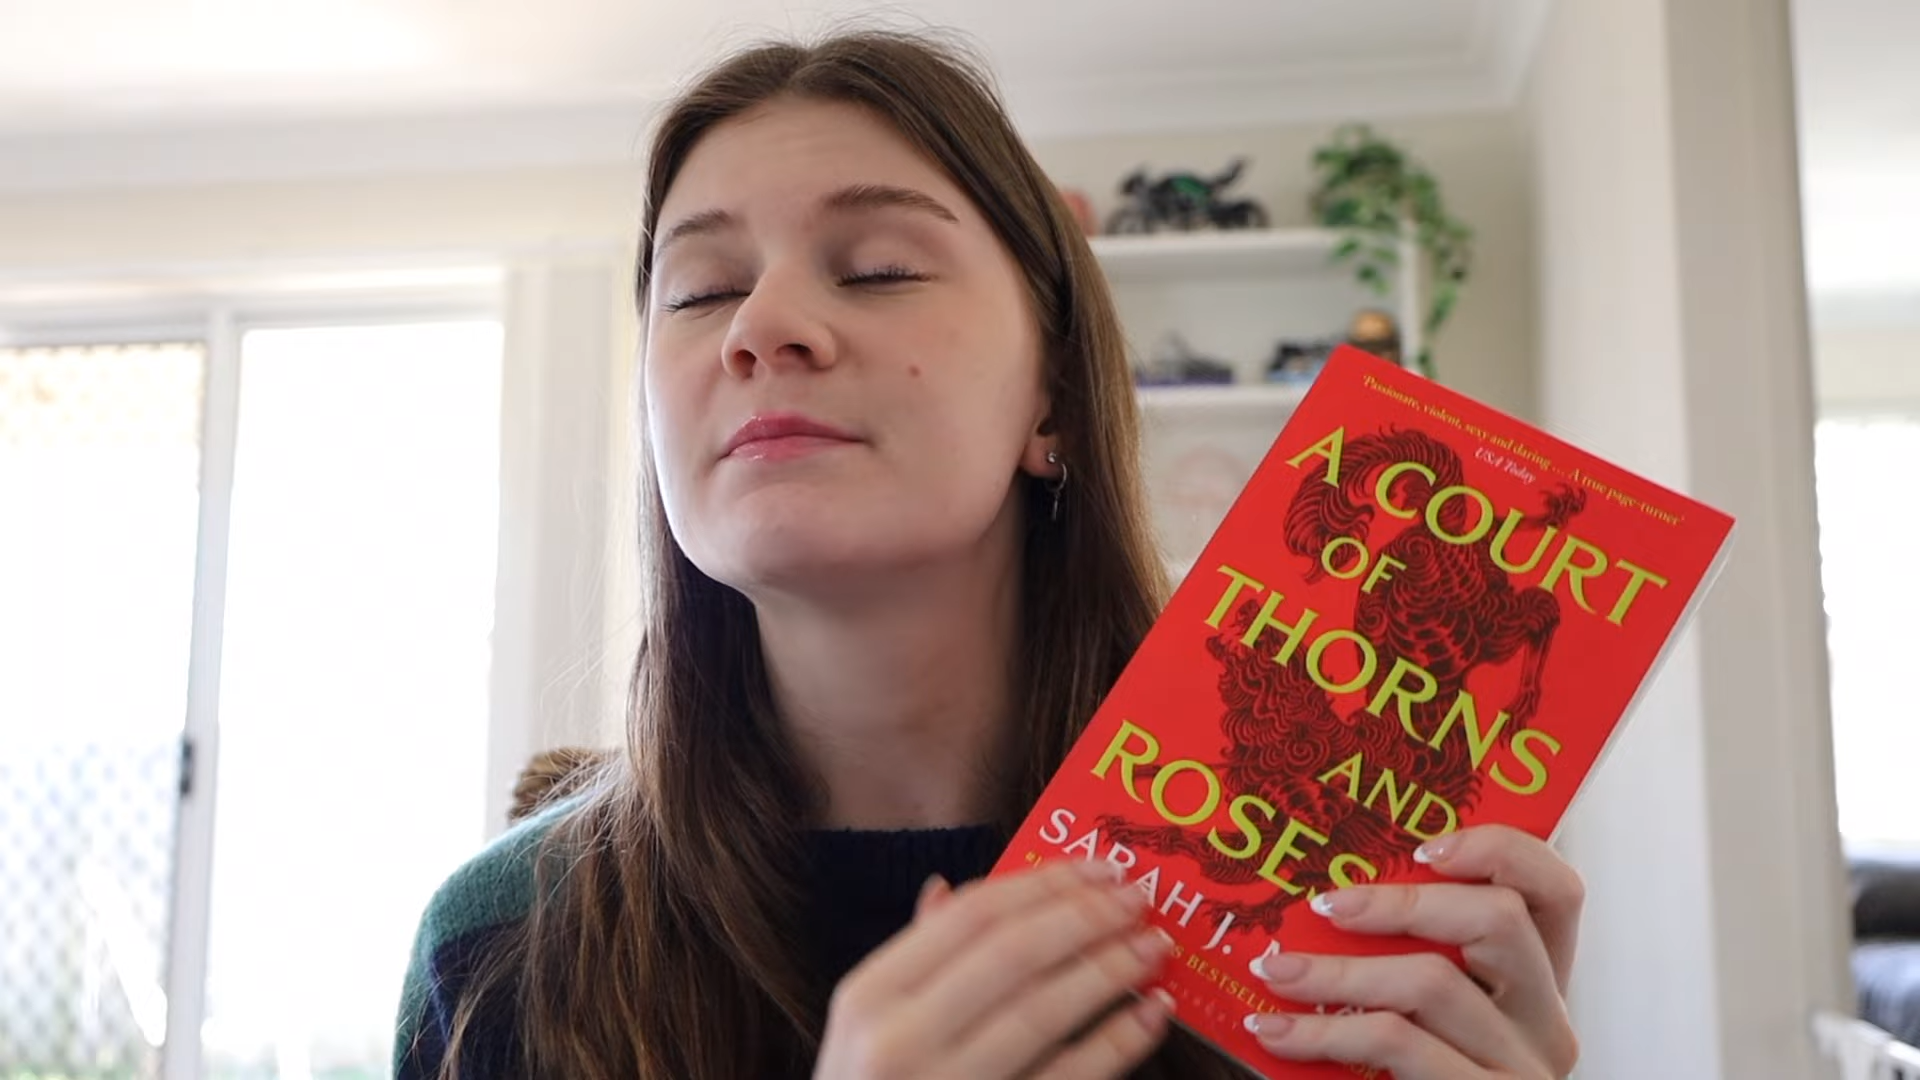 'Passionate, violent, sexy and daring ... A true page-turner'
USA Today
A COURT
OF
THORNS
AND
ROSES
SARAH J.
BESTSELLI